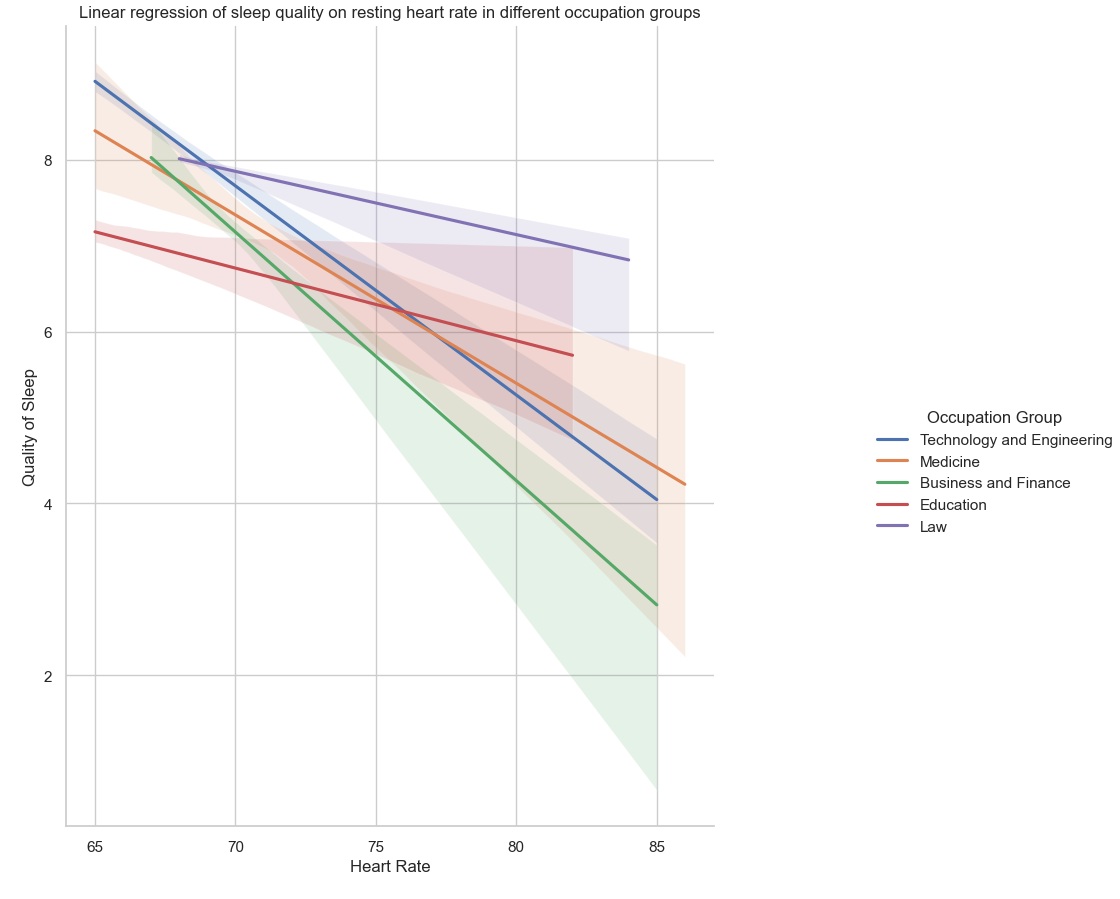 Linear regression of sleep quality on resting heart rate in different occupation groups
8
6
4
2
Quality of Sleep
65
70
75
80
85
Heart Rate
Occupation Group
Technology and Engineering
Medicine
Business and Finance
Education
Law